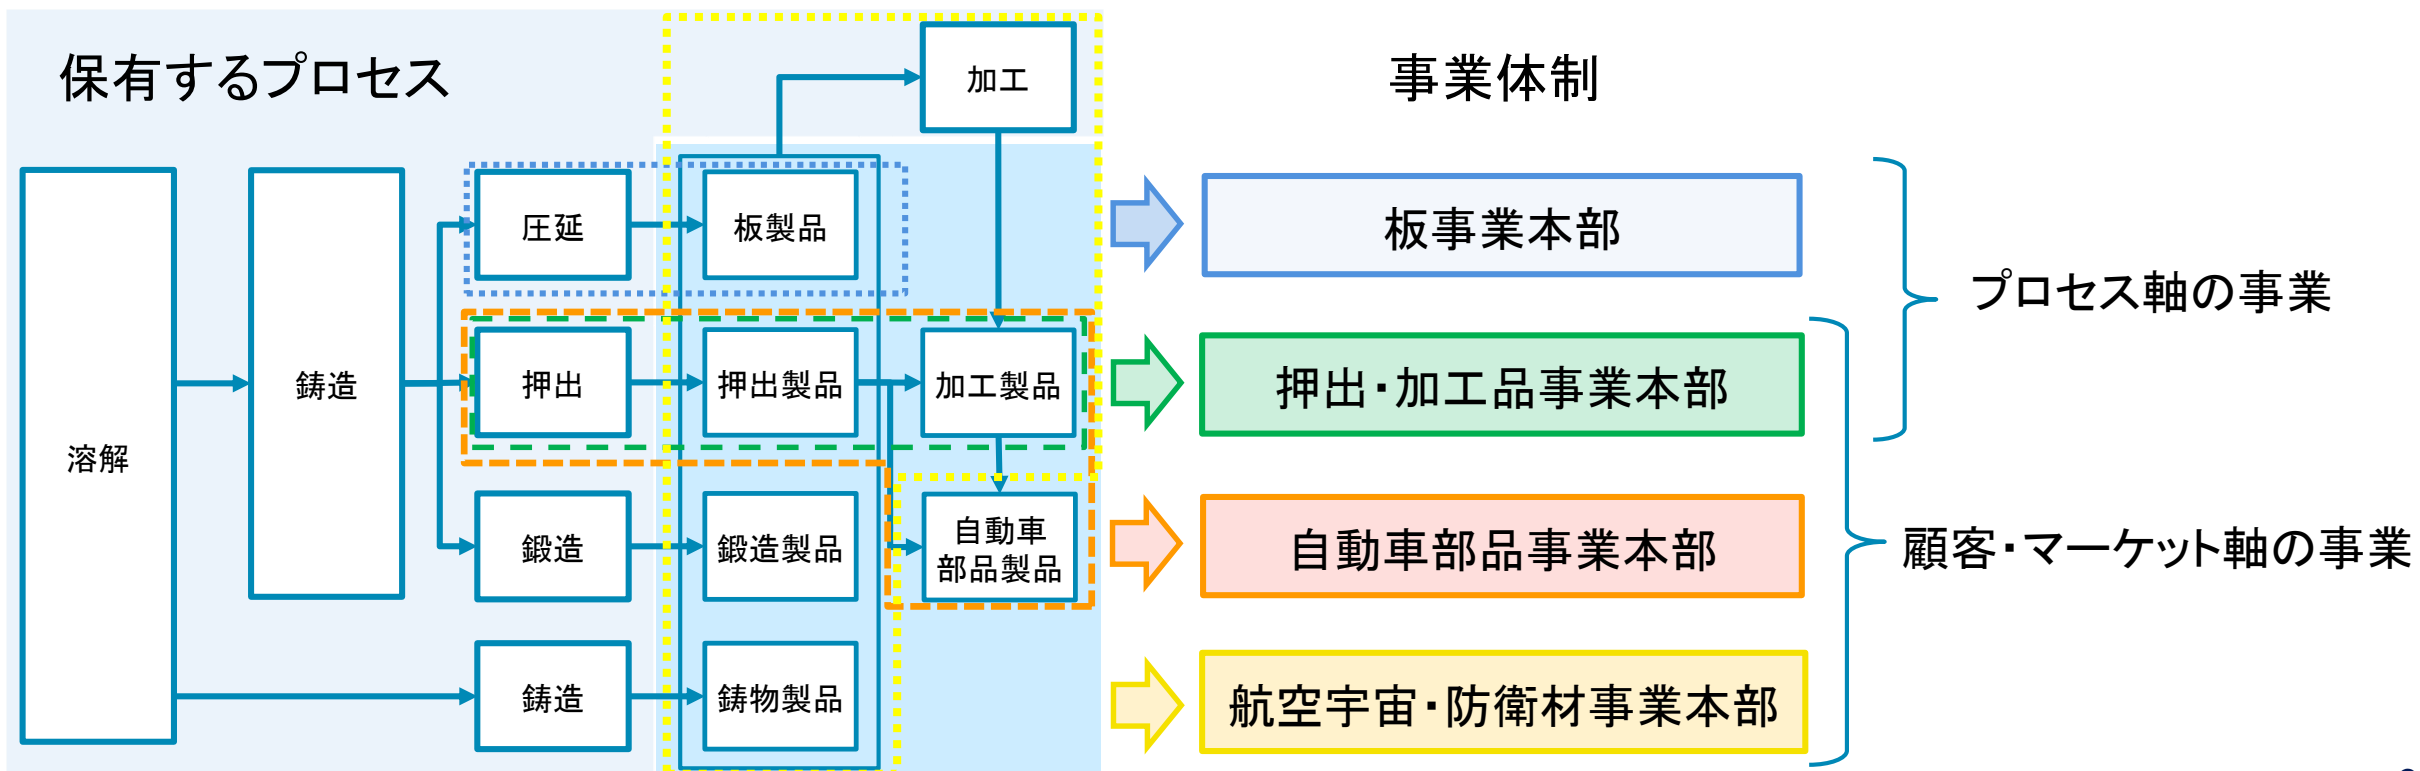 保有するプロセス
事業体制
加工
溶解
鋳造
圧延
板製品
板事業本部
プロセス軸の事業
押出
押出製品
加工製品
押出・加工品事業本部
鍛造
鍛造製品
自動車
部品製品
自動車部品事業本部
顧客・マーケット軸の事業
鋳造
鋳物製品
航空宇宙・防衛材事業本部